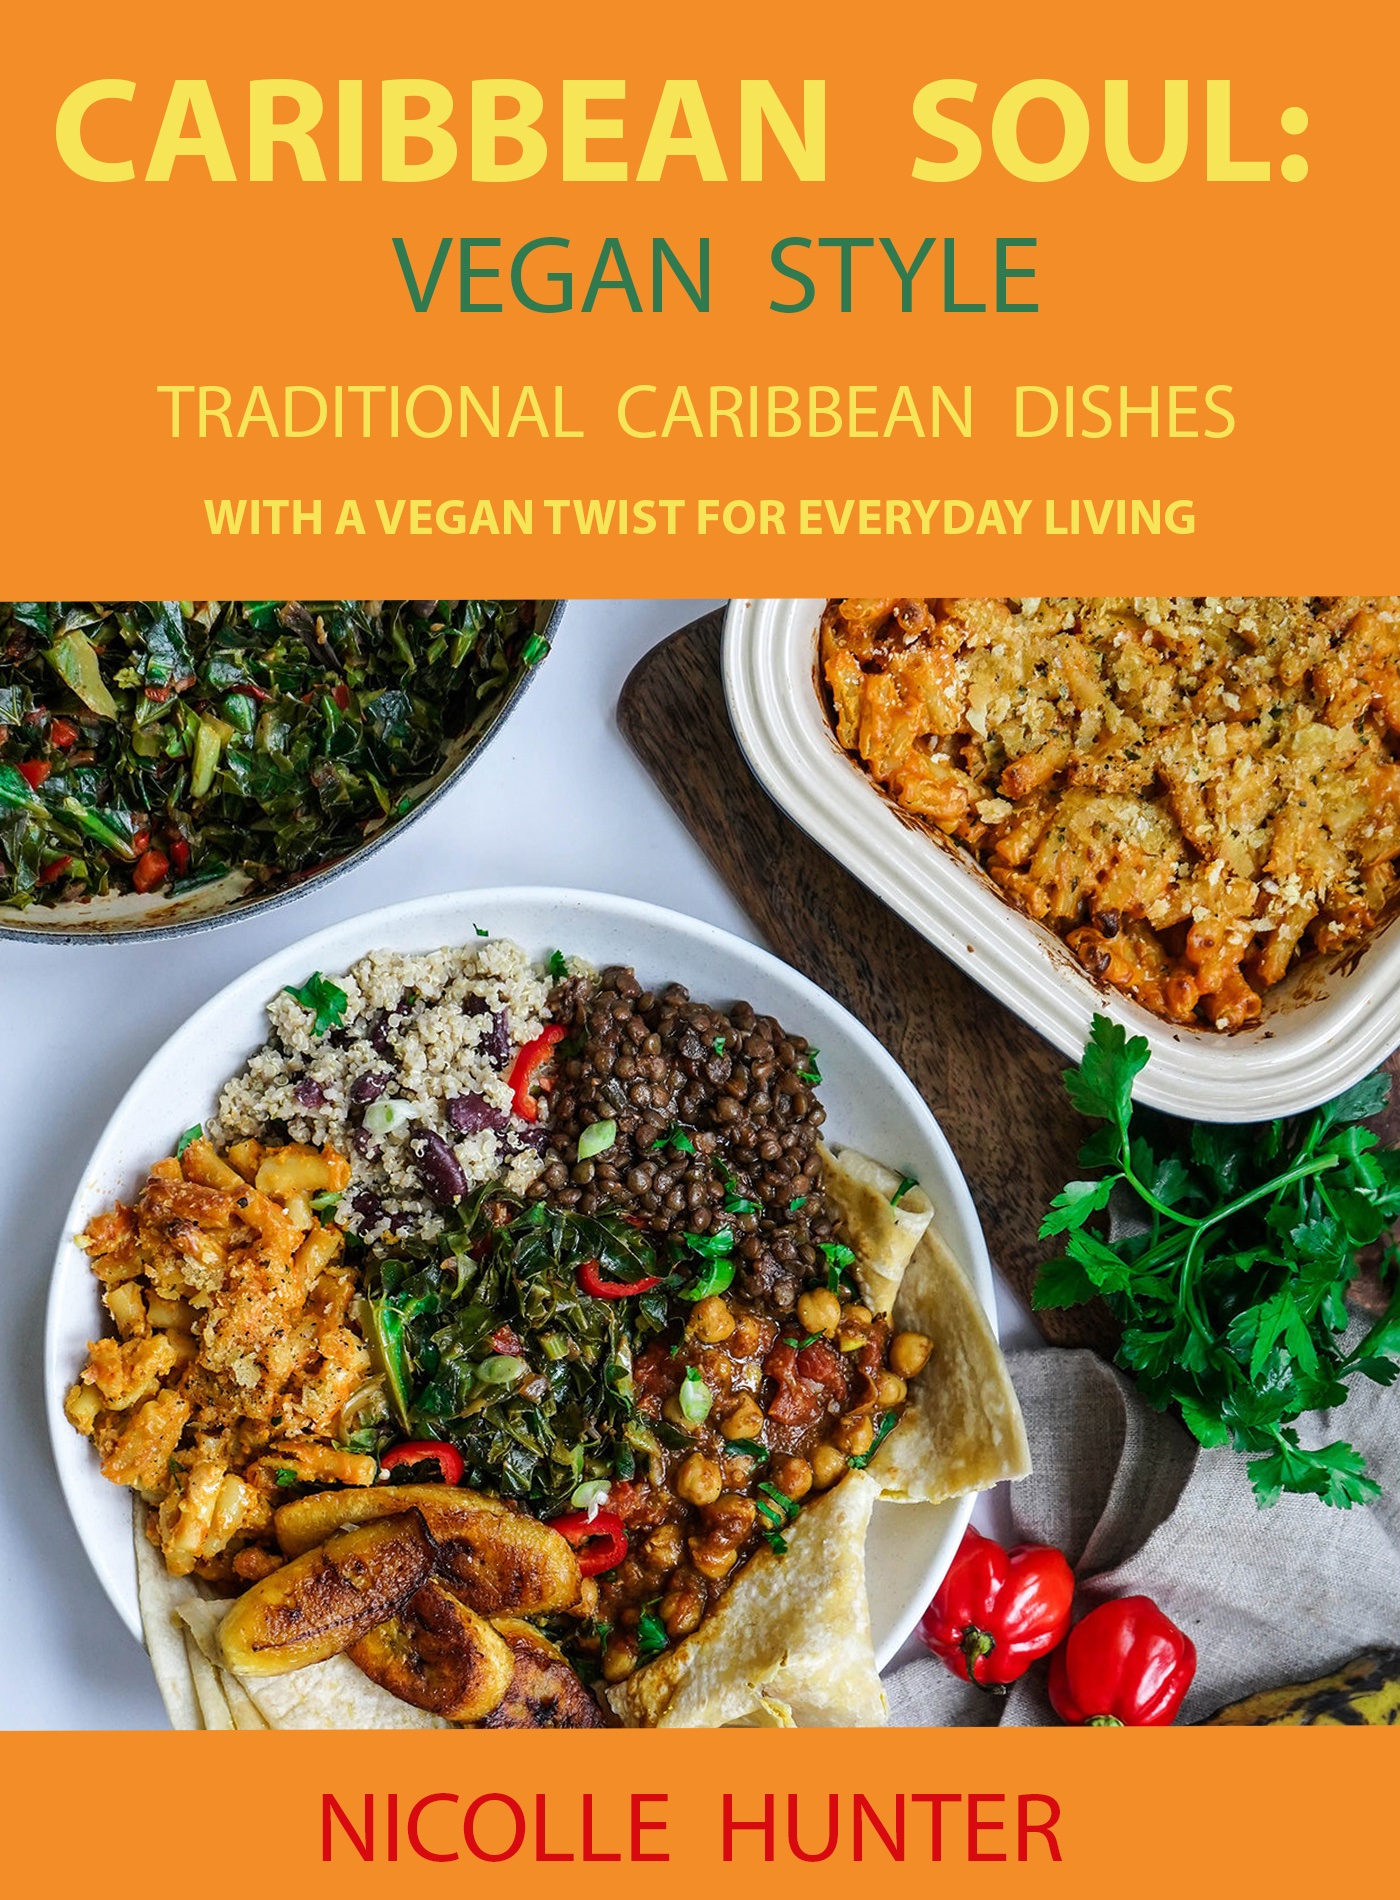 CARIBBEAN SOUL:
VEGAN STYLE
TRADITIONAL CARIBBEAN DISHES
WITH A VEGAN TWIST FOR EVERYDAY LIVING
NICOLLE HUNTER